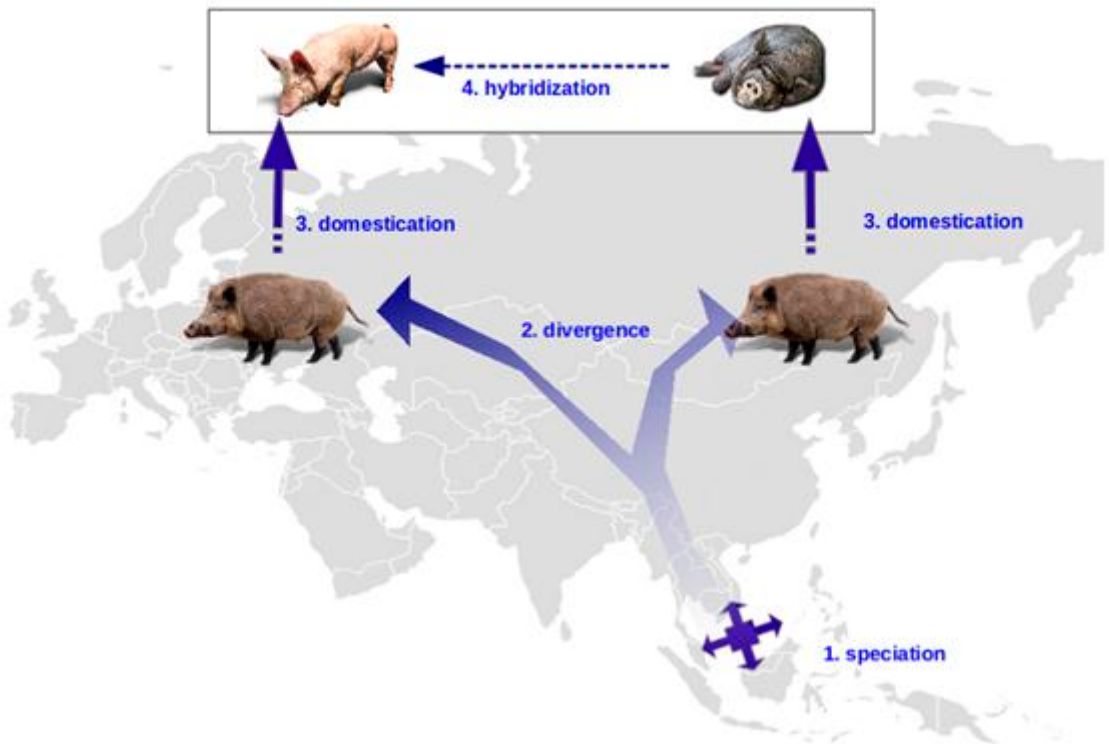 4. hybridization
3. domestication
3. domestication
2. divergence
1. speciation